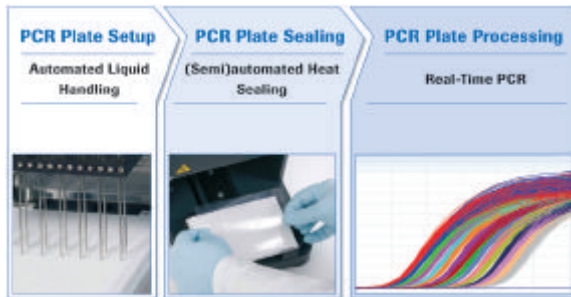 PCR Plate Setup
Automated Liquid
Handling
PCR Plate Sealing
(Semi)automated Heat
Sealing
PCR Plate Processing
Real-Time PCR